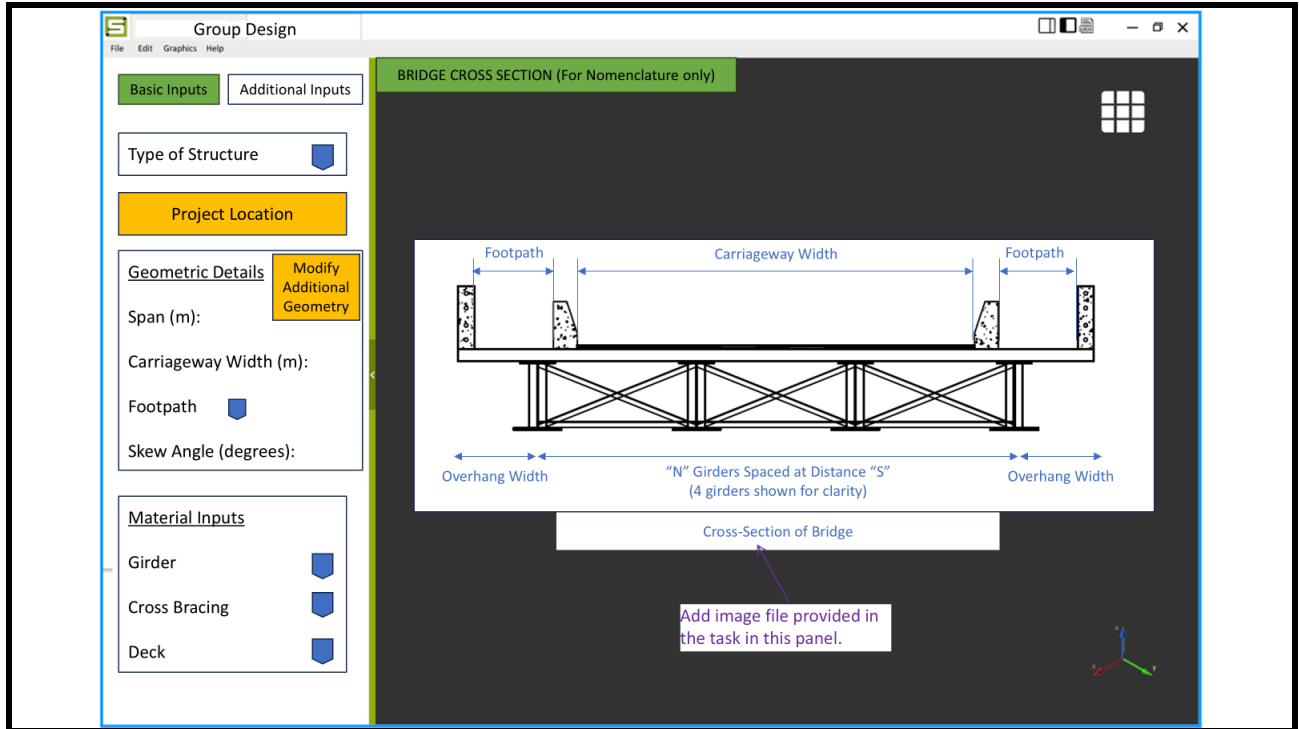 Group Design
File Edit Graphics Help
Basic Inputs
Additional Inputs
Type of Structure
Project Location
Geometric Details
Modify
Additional
Geometry
Span (m):
Carriageway Width (m):
Footpath
Skew Angle (degrees):
Material Inputs
Girder
Cross Bracing
Deck
BRIDGE CROSS SECTION (For Nomenclature only)
Footpath
Carriageway Width
Footpath
Overhang Width
“N” Girders Spaced at Distance “S”
(4 girders shown for clarity)
Overhang Width
Cross-Section of Bridge
Add image file provided in
the task in this panel.
z
x
y